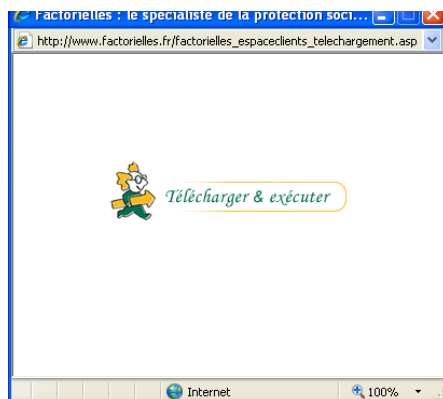 Factorielles : le spécialiste de la protection soci...
http://www.factorielles.fr/factorielles_espaceclients_telechargement.asp
Télécharger & exécuter
Internet
100%